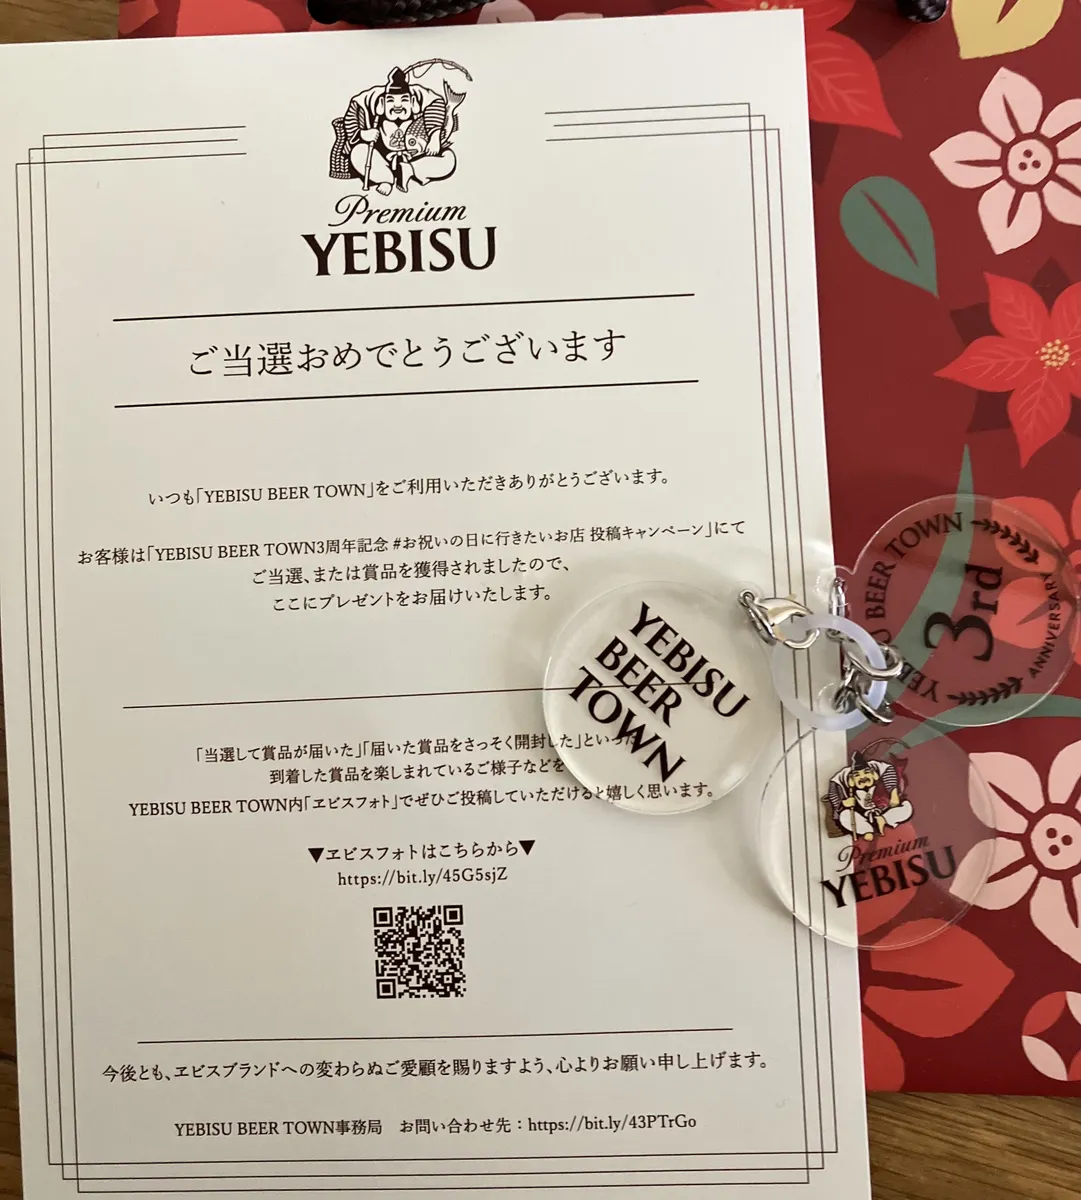 Premium
YEBISU
ご当選おめでとうございます
いつも「YEBISU BEER TOWN」をご利用いただきありがとうございます。
お客様は「YEBISU BEER TOWN3周年記念 #お祝いの日に行きたいお店 投稿キャンペーン」にて
ご当選、または賞品を獲得されましたので、
ここにプレゼントをお届けいたします。
「当選して賞品が届いた」「届いた賞品をさっそく開封した」といった
到着した賞品を楽しまれているご様子などを
YEBISU BEER TOWN内「ヱビスフォト」でぜひご投稿していただけると嬉しく思います。
▼ヱビスフォトはこちらから▼
https://bit.ly/45G5sjZ
今後とも、ヱビスブランドへの変わらぬご愛顧を賜りますよう、心よりお願い申し上げます。
YEBISU BEER TOWN事務局 お問い合わせ先：https://bit.ly/43PTrGo
YEBISU
BEER
TOWN
YEBISU BEER TOWN
3rd
ANNIVERSARY
Premium
YEBISU